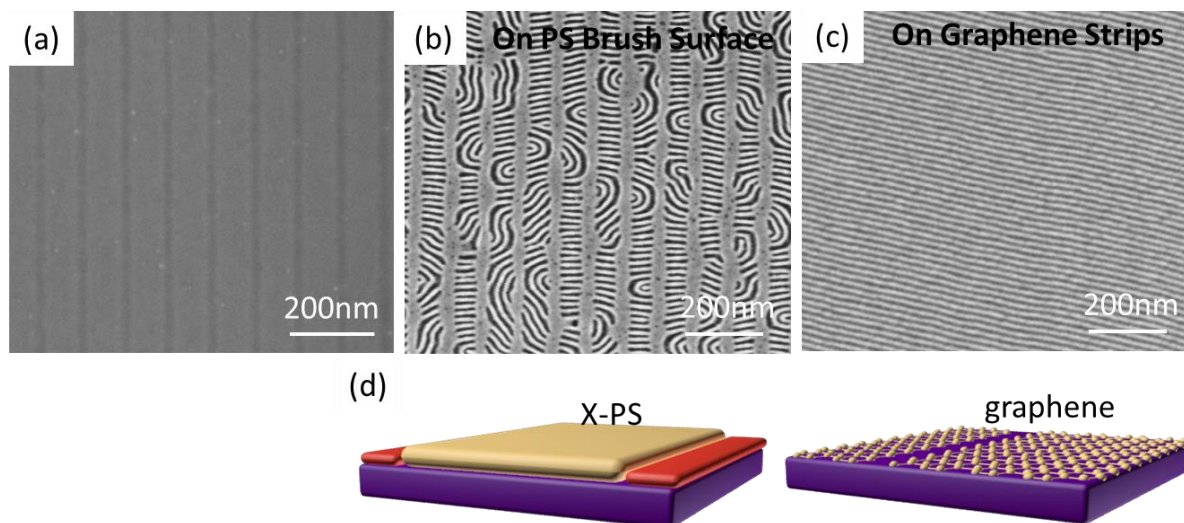 (a)
200nm
(b)
On PS Brush Surface
200nm
(c)
On Graphene Strips
200nm
(d)
X-PS
graphene